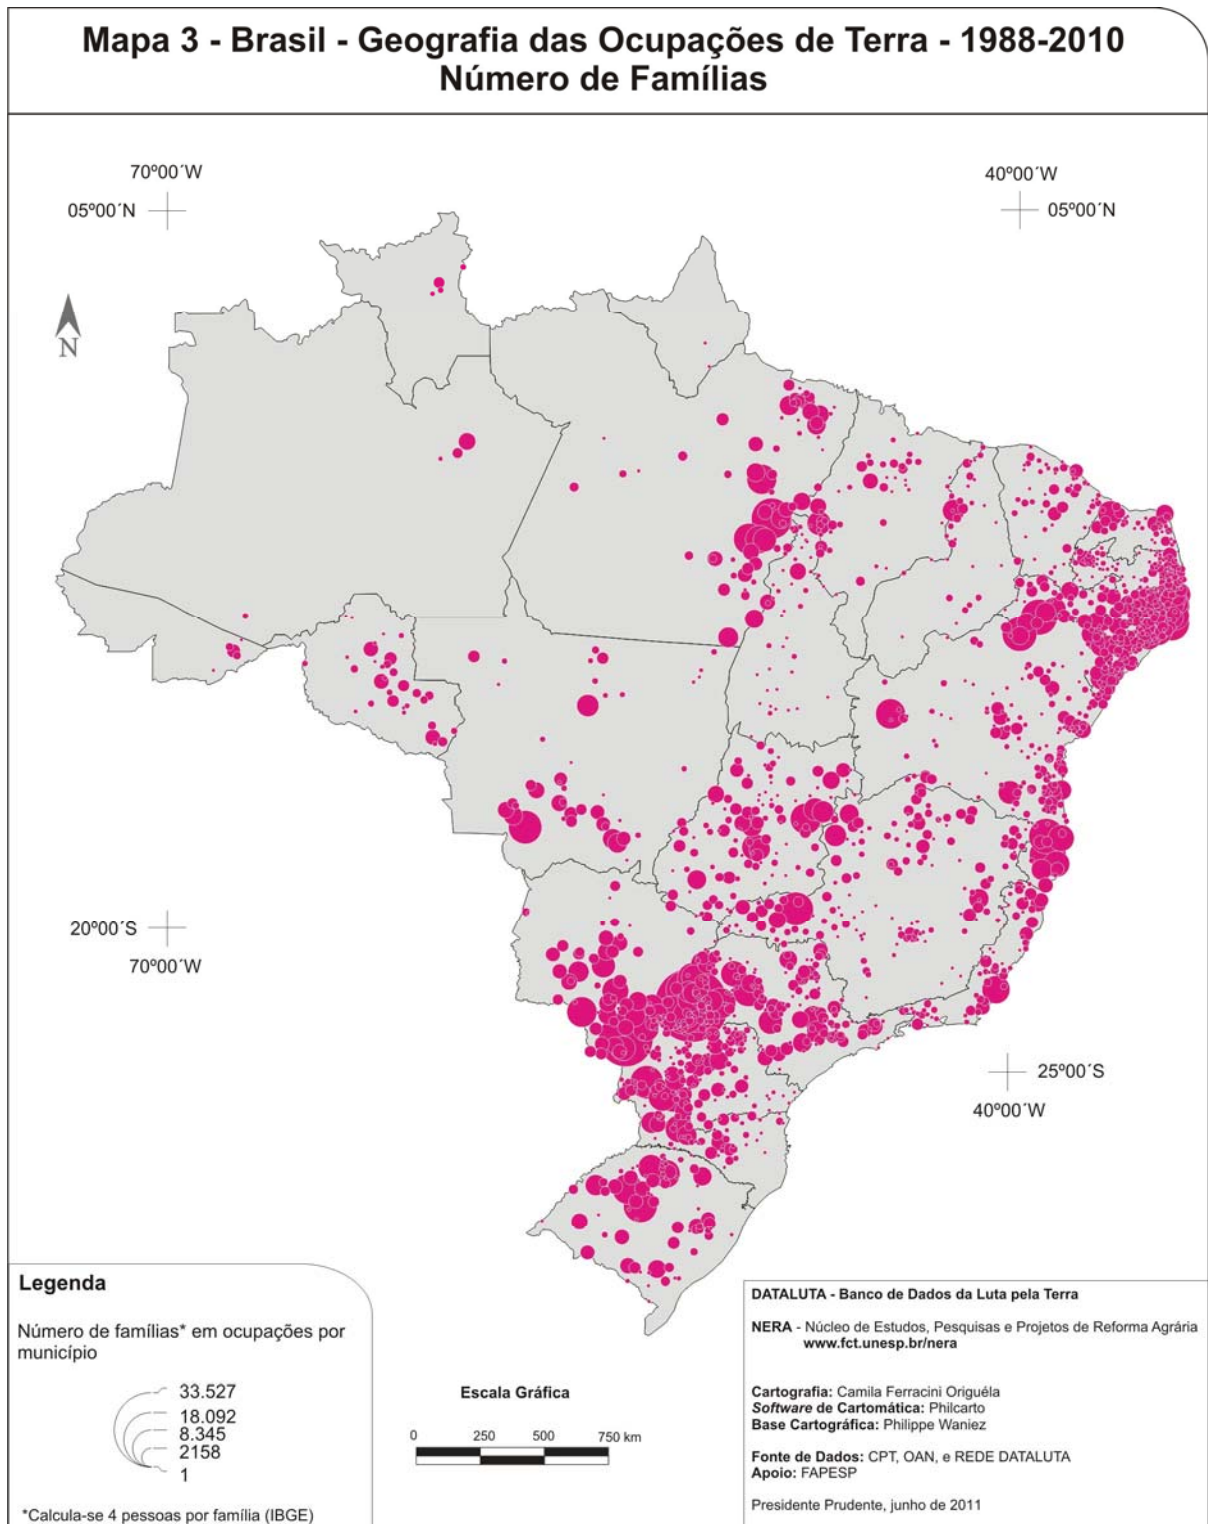 Mapa 3 - Brasil - Geografia das Ocupações de Terra - 1988-2010
Número de Famílias
70º00´W
40º00´W
05º00´N
05º00´N
N
20º00´S
70º00´W
25º00´S
40º00´W
Legenda
Número de famílias* em ocupações por
município
33.527
18.092
8.345
2158
1
*Calcula-se 4 pessoas por família (IBGE)
Escala Gráfica
0 250 500 750 km
DATALUTA - Banco de Dados da Luta pela Terra
NERA - Núcleo de Estudos, Pesquisas e Projetos de Reforma Agrária
www.fct.unesp.br/nera
Cartografia: Camila Ferracini Origuéla
Software de Cartomática: Philcarto
Base Cartográfica: Philippe Waniez
Fonte de Dados: CPT, OAN, e REDE DATALUTA
Apoio: FAPESP
Presidente Prudente, junho de 2011